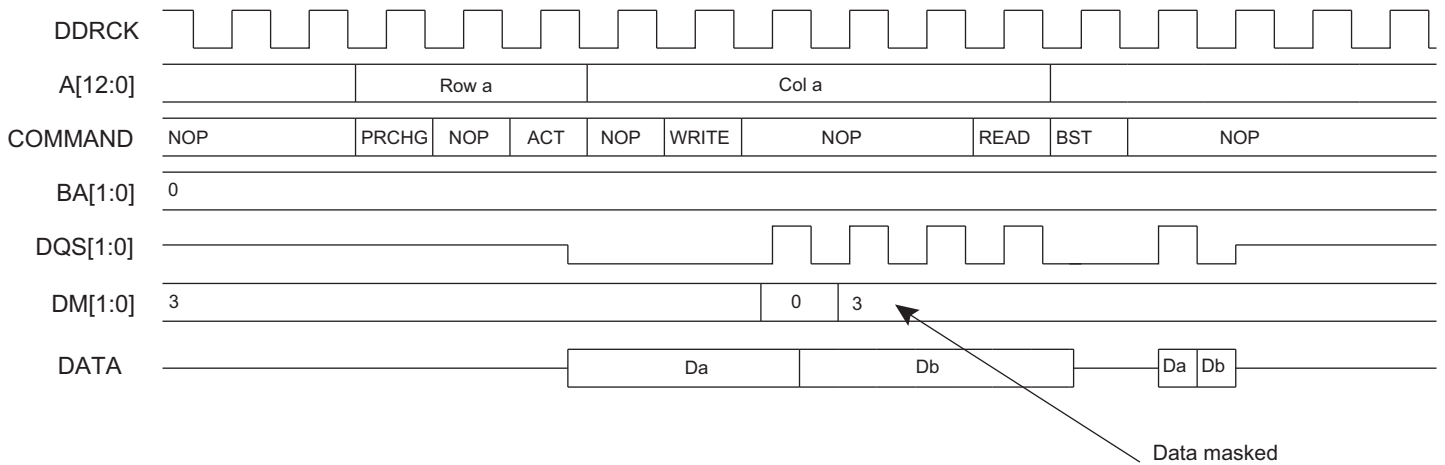 DDRCK
A[12:0] Row a Col a
COMMAND NOP PRCHG NOP ACT NOP WRITE NOP READ BST NOP
BA[1:0] 0
DQS[1:0]
DM[1:0] 3 0 3
DATA Da Db Da Db
Data masked